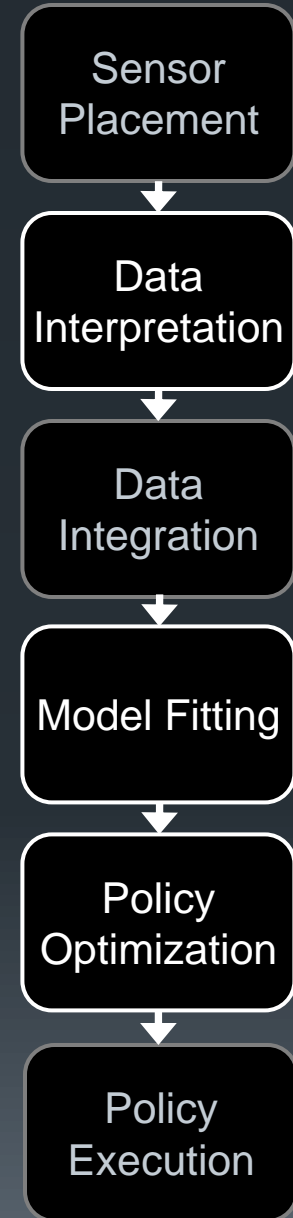 Sensor
Placement
Data
Interpretation
Data
Integration
Model Fitting
Policy
Optimization
Policy
Execution